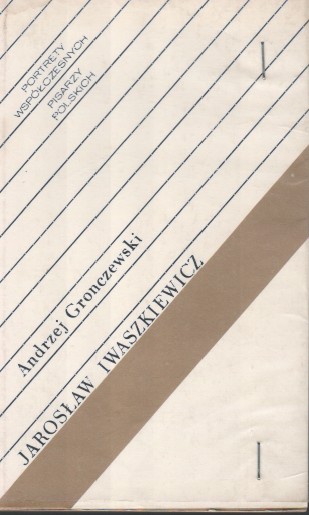 PORTRETY
WSPÓŁCZESNYCH
PISARZY
POLSKICH
Andrzej Gronczewski
JAROSŁAW IWASZKIEWICZ